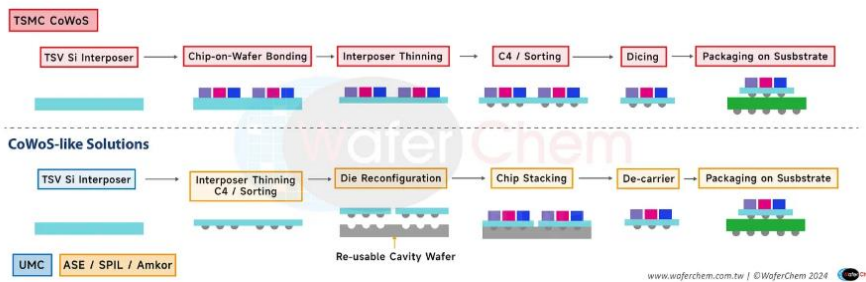 TSMC CoWoS
TSV Si Interposer
Chip-on-Wafer Bonding
Interposer Thinning
C4 / Sorting
Dicing
Packaging on Susbstrate
Wafer Chem
CoWoS-like Solutions
TSV Si Interposer
Interposer Thinning
C4 / Sorting
Die Reconfiguration
Chip Stacking
De-carrier
Packaging on Susbstrate
Re-usable Cavity Wafer
UMC
ASE / SPIL / Amkor
www.waferchem.com.tw | ©WaferChem 2024